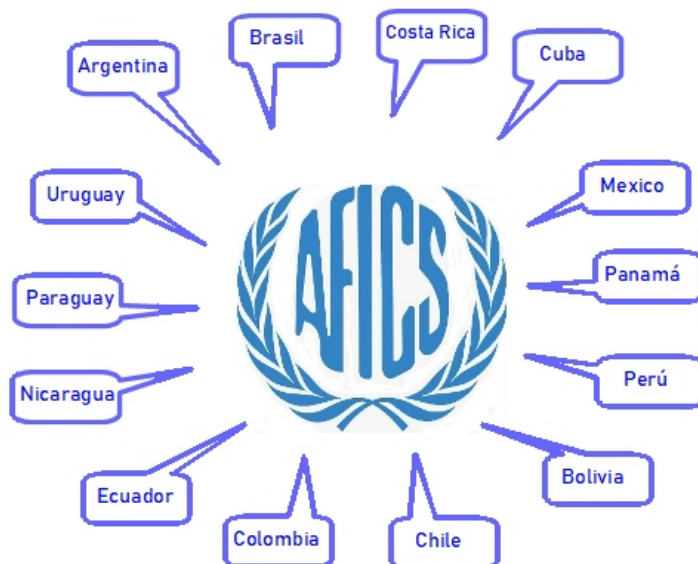 Brasil
Costa Rica
Cuba
Argentina
Uruguay
Mexico
Paraguay
AFICS
Panamá
Nicaragua
Perú
Ecuador
Bolivia
Colombia
Chile